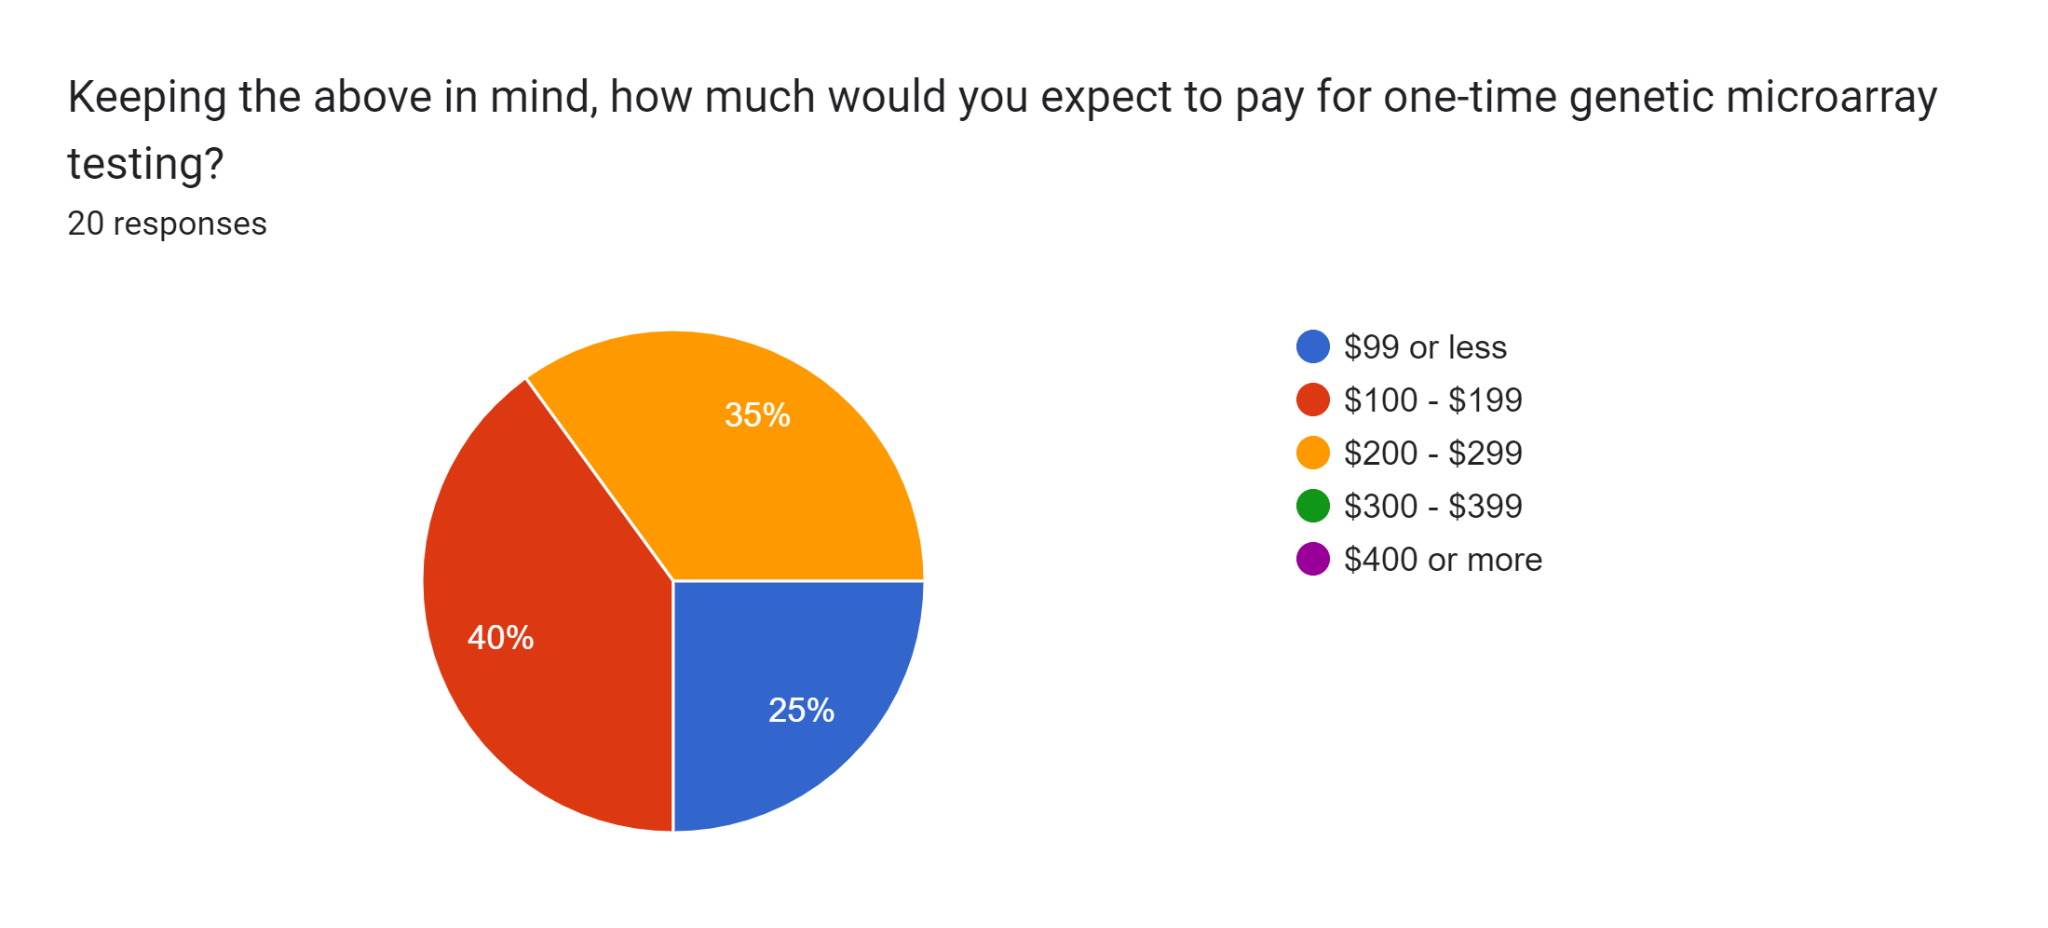 Keeping the above in mind, how much would you expect to pay for one-time genetic microarray
testing?
20 responses
35%
40%
25%
$99 or less
$100 - $199
$200 - $299
$300 - $399
$400 or more